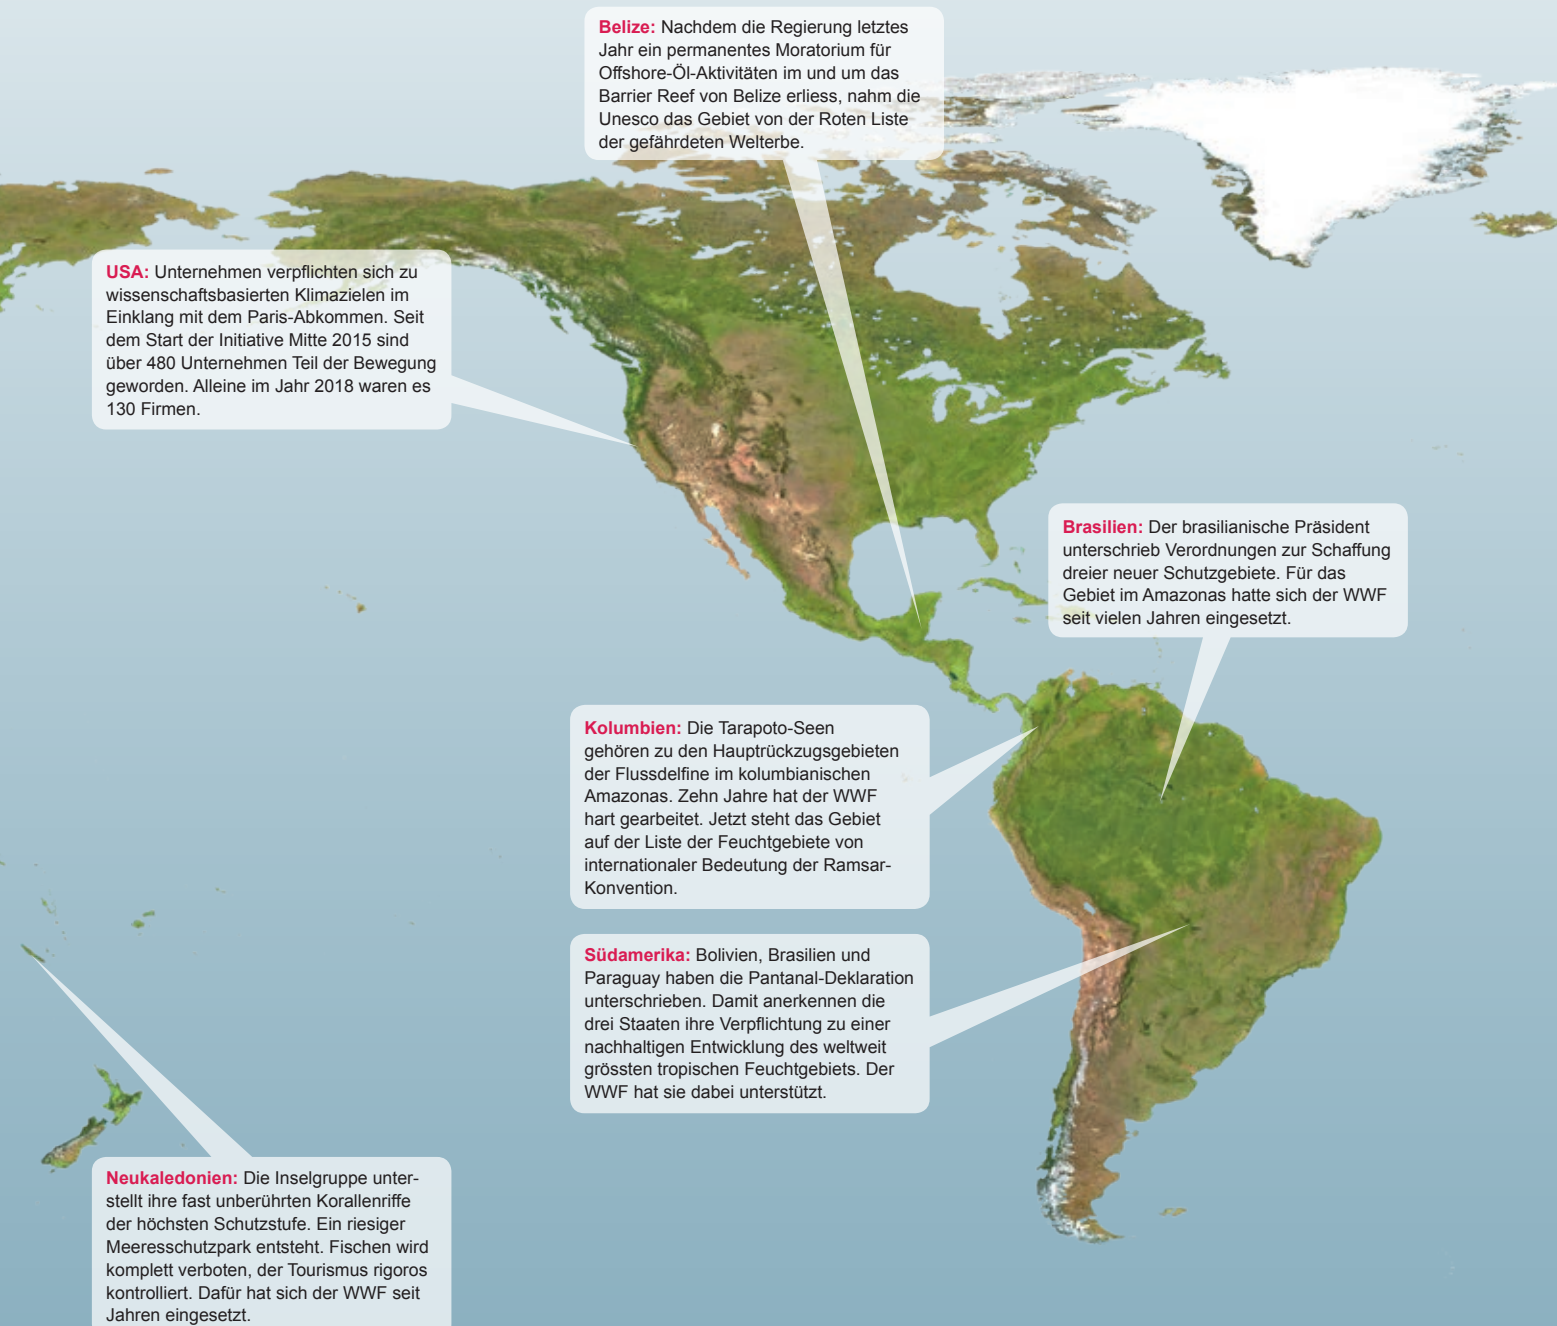 Belize: Nachdem die Regierung letztes
Jahr ein permanentes Moratorium für
Offshore-Öl-Aktivitäten im und um das
Barrier Reef von Belize erliess, nahm die
Unesco das Gebiet von der Roten Liste
der gefährdeten Welterbe.
USA: Unternehmen verpflichten sich zu
wissenschaftsbasierten Klimazielen im
Einklang mit dem Paris-Abkommen. Seit
dem Start der Initiative Mitte 2015 sind
über 480 Unternehmen Teil der Bewegung
geworden. Alleine im Jahr 2018 waren es
130 Firmen.
Brasilien: Der brasilianische Präsident
unterschrieb Verordnungen zur Schaffung
dreier neuer Schutzgebiete. Für das
Gebiet im Amazonas hatte sich der WWF
seit vielen Jahren eingesetzt.
Kolumbien: Die Tarapoto-Seen
gehören zu den Hauptrückzugsgebieten
der Flussdelfine im kolumbianischen
Amazonas. Zehn Jahre hat der WWF
hart gearbeitet. Jetzt steht das Gebiet
auf der Liste der Feuchtgebiete von
internationaler Bedeutung der Ramsar-
Konvention.
Südamerika: Bolivien, Brasilien und
Paraguay haben die Pantanal-Deklaration
unterschrieben. Damit anerkennen die
drei Staaten ihre Verpflichtung zu einer
nachhaltigen Entwicklung des weltweit
grössten tropischen Feuchtgebiets. Der
WWF hat sie dabei unterstützt.
Neukaledonien: Die Inselgruppe unter-
stellt ihre fast unberührten Korallenriffe
der höchsten Schutzstufe. Ein riesiger
Meeresschutzpark entsteht. Fischen wird
komplett verboten, der Tourismus rigoros
kontrolliert. Dafür hat sich der WWF seit
Jahren eingesetzt.